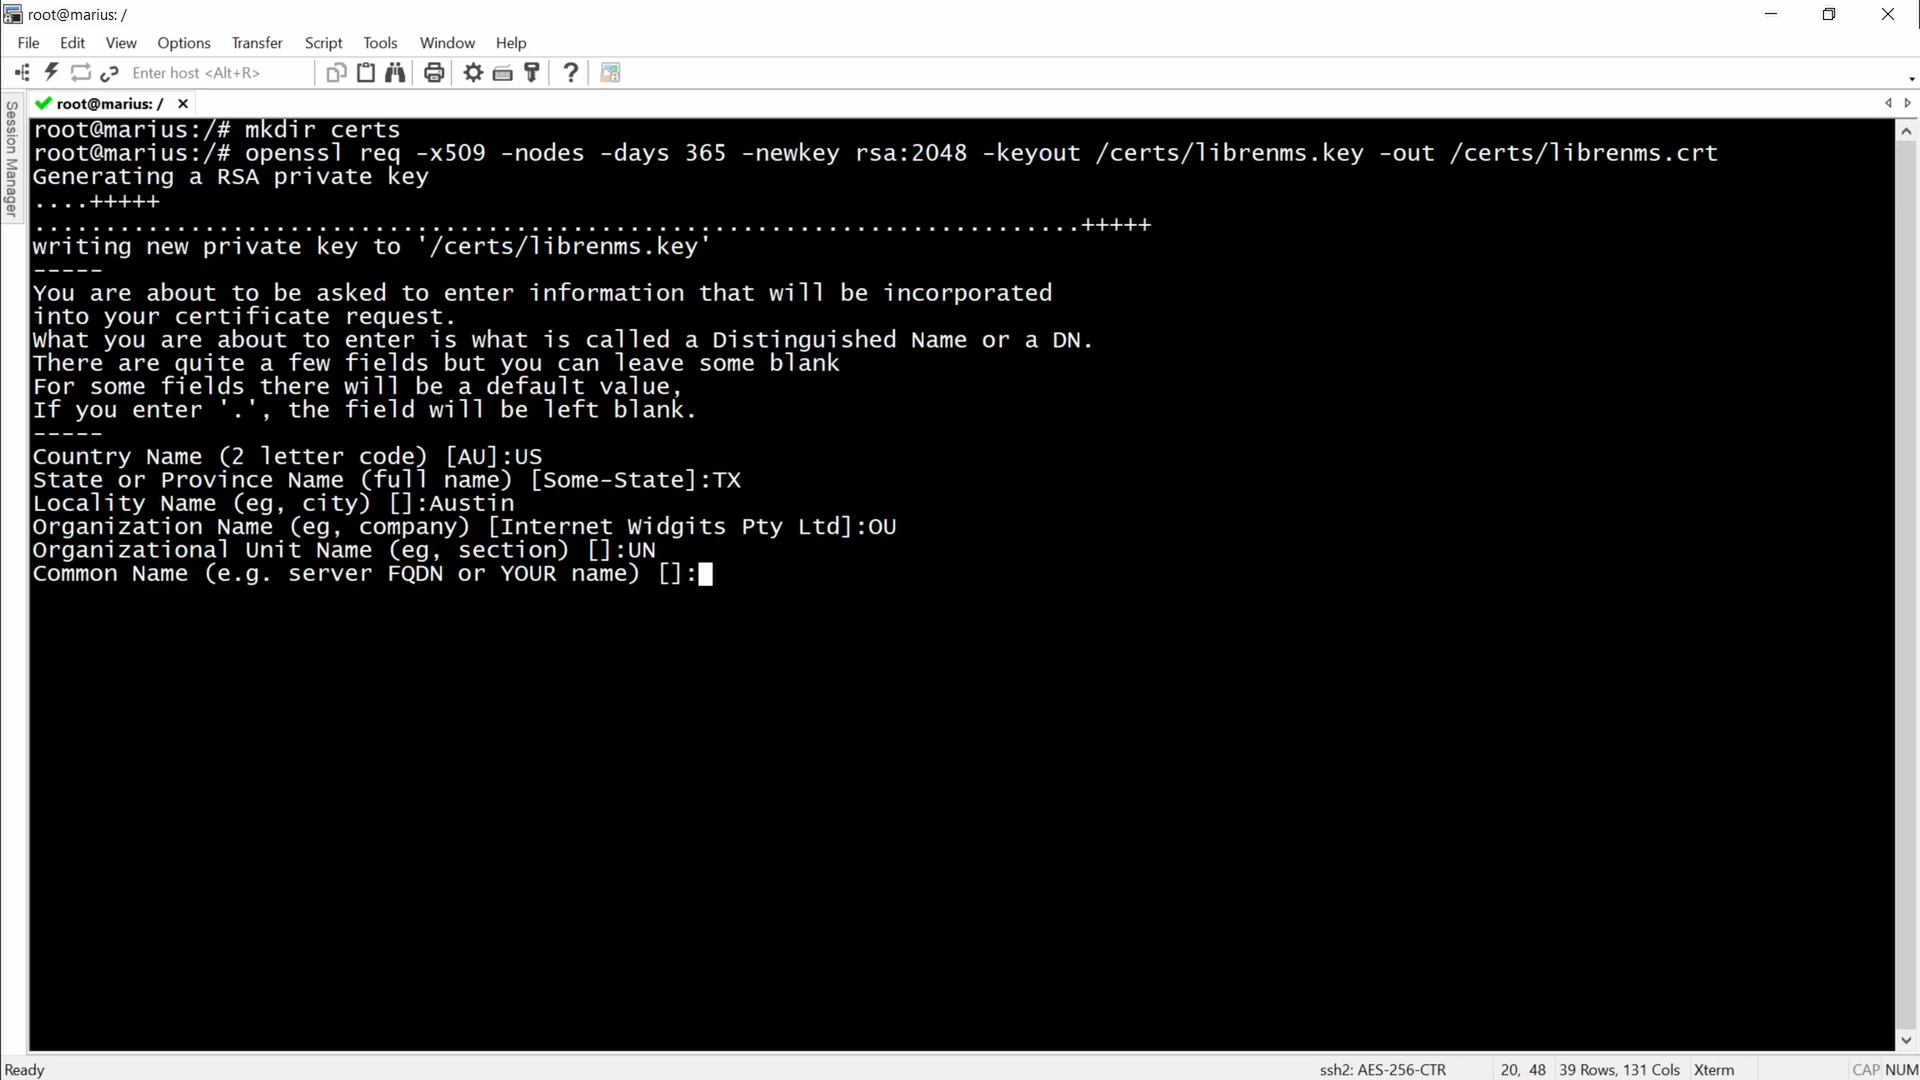 root@marius: /
File Edit View Options Transfer Script Tools Window Help
Enter host <Alt+R>
Session Manager
root@marius: /
root@marius:/# mkdir certs
root@marius:/# openssl req -x509 -nodes -days 365 -newkey rsa:2048 -keyout /certs/librenms.key -out /certs/librenms.crt
Generating a RSA private key
....+++++
..........................................................................+++++
writing new private key to '/certs/librenms.key'
-----
You are about to be asked to enter information that will be incorporated
into your certificate request.
What you are about to enter is what is called a Distinguished Name or a DN.
There are quite a few fields but you can leave some blank
For some fields there will be a default value,
If you enter '.', the field will be left blank.
-----
Country Name (2 letter code) [AU]:US
State or Province Name (full name) [Some-State]:TX
Locality Name (eg, city) []:Austin
Organization Name (eg, company) [Internet Widgits Pty Ltd]:OU
Organizational Unit Name (eg, section) []:UN
Common Name (e.g. server FQDN or YOUR name) []:
Ready ssh2: AES-256-CTR 20, 48 39 Rows, 131 Cols Xterm CAP NUM